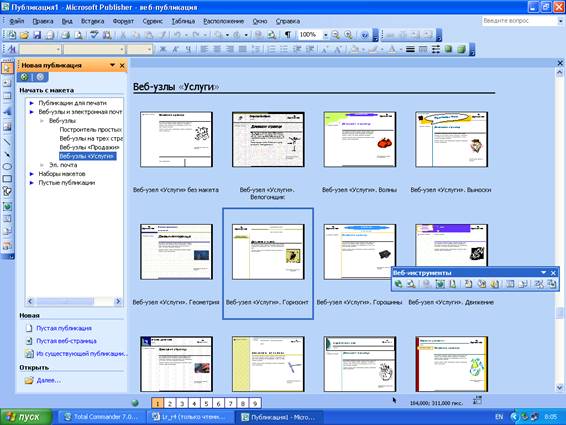 Публикация1 - Microsoft Publisher - веб-публикация
Файл Правка Вид Вставка Формат Сервис Таблица Расположение Окно Справка
Введите вопрос
100%
Новая публикация
Начать с макета
Публикации для печати
Веб-узлы и электронная почт
Веб-узлы
Построитель простых
Веб-узлы на трех стра
Веб-узлы «Продажи»
Веб-узлы «Услуги»
Эл. почта
Наборы макетов
Пустые публикации
Новая
Пустая публикация
Пустая веб-страница
Из существующей публикации...
Открыть
Далее...
Веб-узлы «Услуги»
Веб-узел «Услуги» без макета
Веб-узел «Услуги». Велогонщик
Веб-узел «Услуги». Волны
Веб-узел «Услуги». Выноски
Веб-инструменты
Веб-узел «Услуги». Геометрия
Веб-узел «Услуги». Горизонт
Веб-узел «Услуги». Горошины
Веб-узел «Услуги». Движение
1 2 3 4 5 6 7 8 9
184,000; 311,000 пикс.
пуск
Total Commander 7.0...
Lr_r4 (только чтени...
Публикация1 - Micro...
EN
8:05